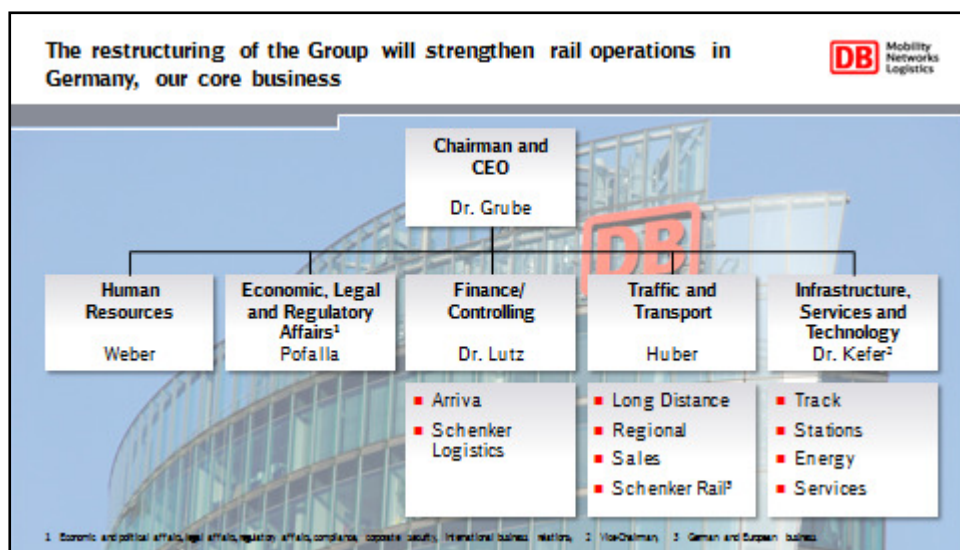 The restructuring of the Group will strengthen rail operations in
Germany, our core business
DB
Mobility
Networks
Logistics
Chairman and
CEO
Dr. Grube
DB
Human
Resources
Weber
Economic, Legal
and Regulatory
Affairs¹
Pofalla
Finance/
Controlling
Dr. Lutz
Traffic and
Transport
Huber
Infrastructure,
Services and
Technology
Dr. Kefer²
Arriva
Schenker
Logistics
Long Distance
Regional
Sales
Schenker Rail³
Track
Stations
Energy
Services
1 Economic and political affairs, legal affairs, regulatory affairs, compliance, corporate security, international business relations, 2 Vice-Chairman, 3 German and European business